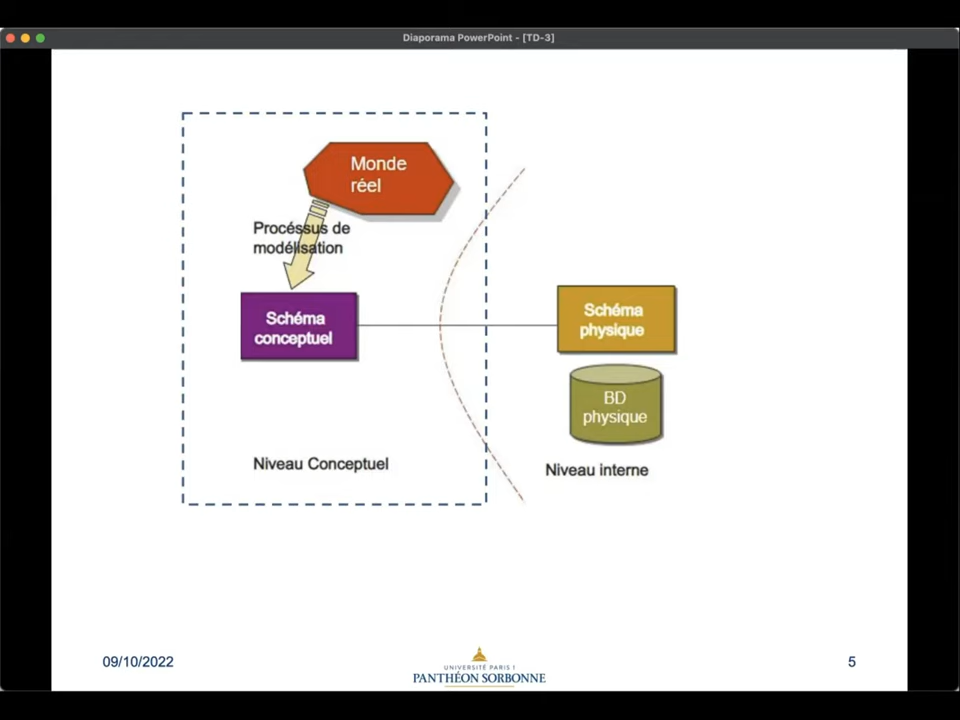 Diaporama PowerPoint - [TD-3]
Monde
réel
Procéssus de
modélisation
Schéma
conceptuel
Schéma
physique
BD
physique
Niveau Conceptuel
Niveau interne
09/10/2022
UNIVERSITÉ PARIS 1
PANTHÉON SORBONNE
5